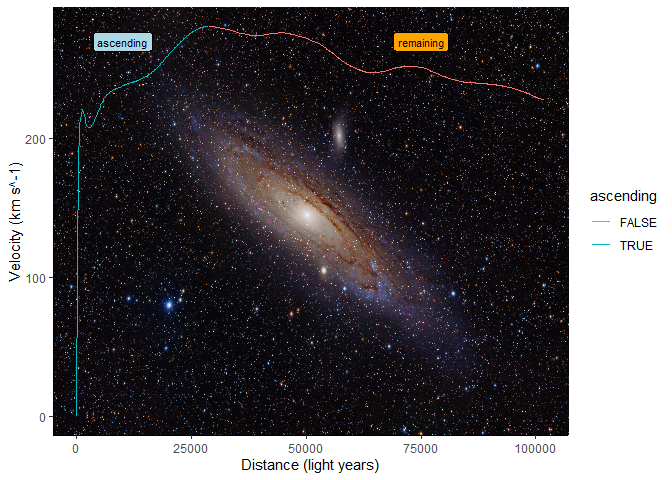 ascending
remaining
200
100
0
Velocity (km s^-1)
0
25000
50000
75000
100000
Distance (light years)
ascending
FALSE
TRUE